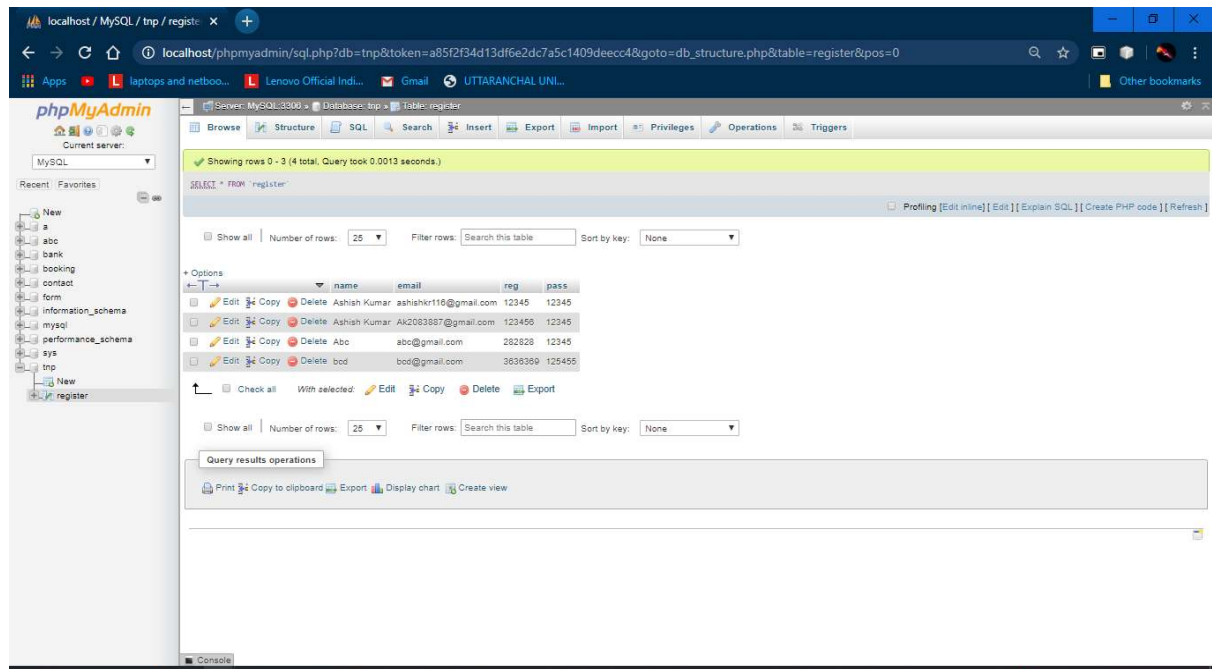 localhost / MySQL / tnp / registe
localhost/phpmyadmin/sql.php?db=tnp&token=a85f2f34d13df6e2dc7a5c1409deecc4&goto=db_structure.php&table=register&pos=0
Apps laptops and netboo... Lenovo Official Indi... Gmail UTTARANCHAL UNI... Other bookmarks
phpMyAdmin
Current server:
MySQL
Recent Favorites
New
a
abc
bank
booking
contact
form
information_schema
mysql
performance_schema
sys
tnp
New
register
Server: MySQL:3306 » Database: tnp » Table: register
Browse Structure SQL Search Insert Export Import Privileges Operations Triggers
Showing rows 0 - 3 (4 total, Query took 0.0013 seconds.)
SELECT * FROM `register`
Profiling [Edit inline] [ Edit ] [ Explain SQL ] [ Create PHP code ] [ Refresh ]
Show all Number of rows: 25 Filter rows: Search this table Sort by key: None
+ Options
←T→ name email reg pass
Edit Copy Delete Ashish Kumar ashishkr116@gmail.com 12345 12345
Edit Copy Delete Ashish Kumar Ak2083887@gmail.com 123456 12345
Edit Copy Delete Abc abc@gmail.com 282828 12345
Edit Copy Delete bcd bcd@gmail.com 3636369 125455
Check all With selected: Edit Copy Delete Export
Show all Number of rows: 25 Filter rows: Search this table Sort by key: None
Query results operations
Print Copy to clipboard Export Display chart Create view
Console